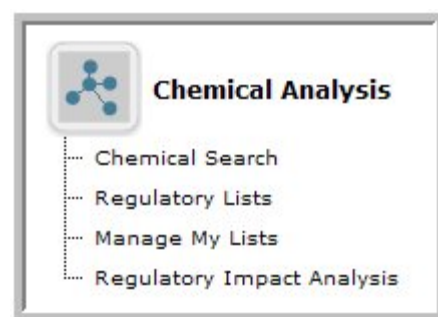 Chemical Analysis
Chemical Search
Regulatory Lists
Manage My Lists
Regulatory Impact Analysis